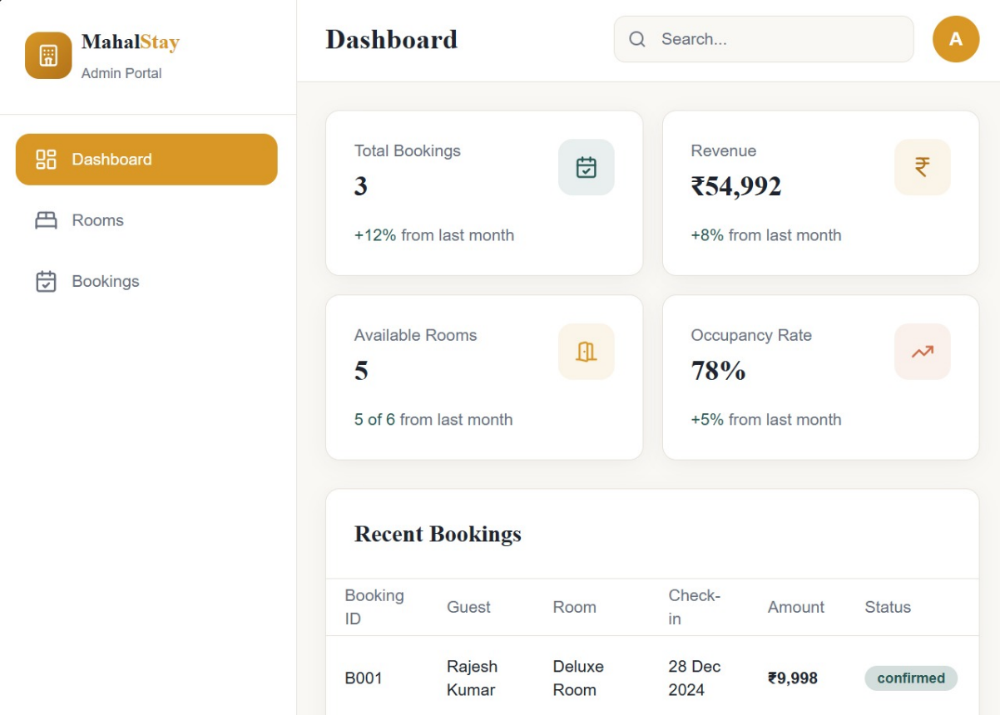 MahalStay
Admin Portal
Dashboard
Rooms
Bookings
Dashboard
Search...
A
Total Bookings
3
+12% from last month
Revenue
₹54,992
+8% from last month
Available Rooms
5
5 of 6 from last month
Occupancy Rate
78%
+5% from last month
Recent Bookings
Booking ID Guest Room Check-in Amount Status
B001 Rajesh Kumar Deluxe Room 28 Dec 2024 ₹9,998 confirmed